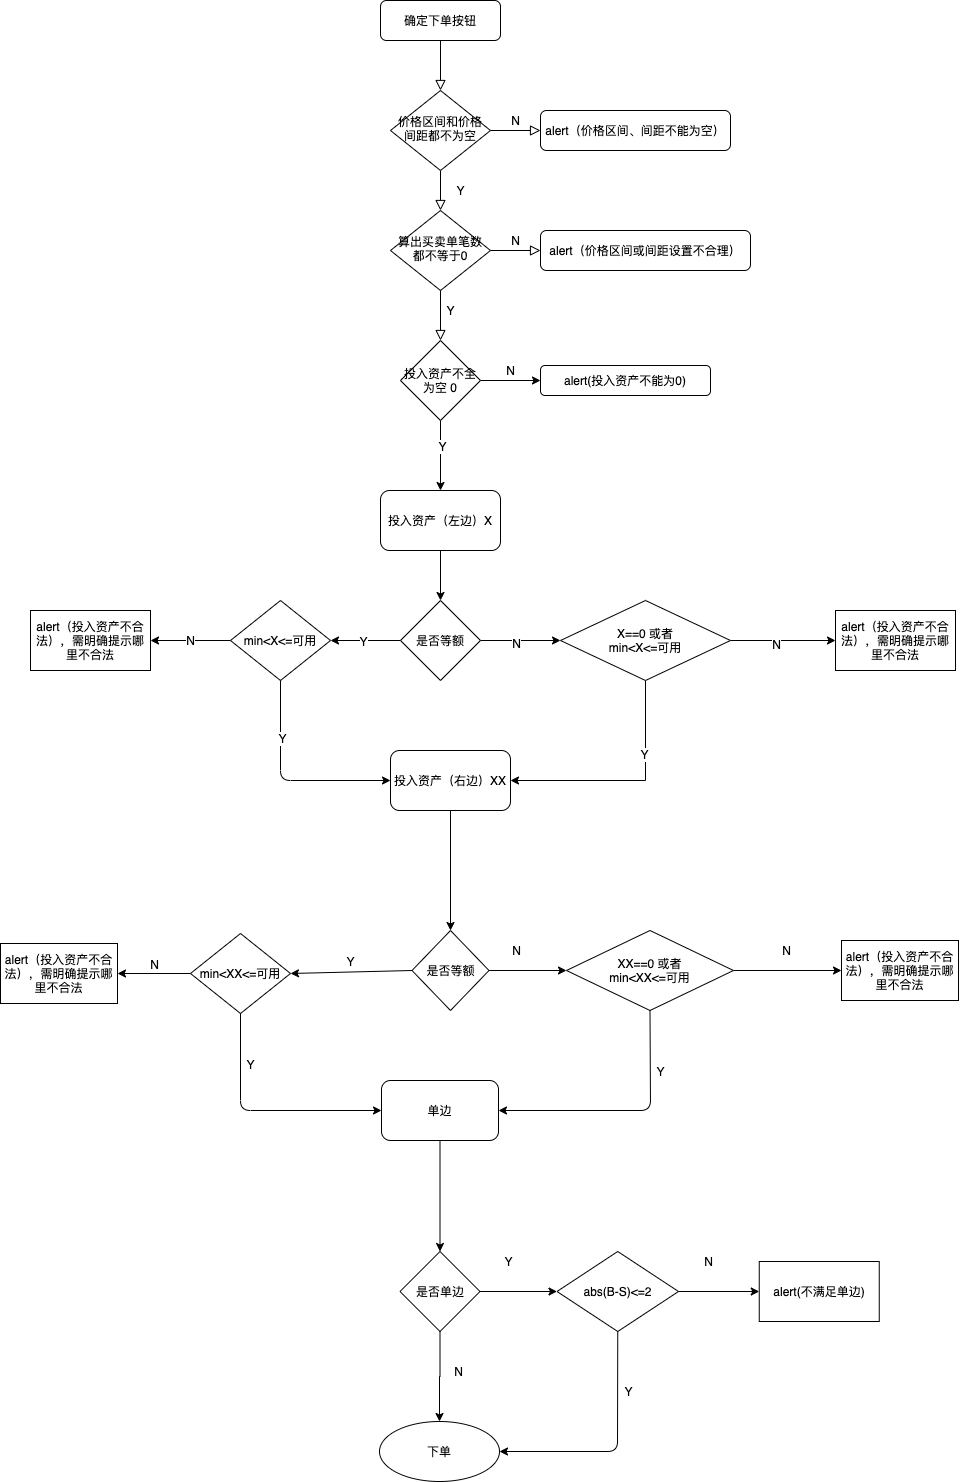 确定下单按钮
价格区间和价格
间距都不为空
N
alert（价格区间、间距不能为空）
Y
算出买卖单笔数
都不等于0
N
alert（价格区间或间距设置不合理）
Y
投入资产不全
为空 0
N
alert(投入资产不能为0)
Y
投入资产（左边）X
alert（投入资产不合
法），需明确提示哪
里不合法
N
min<X<=可用
Y
是否等额
N
X==0 或者
min<X<=可用
N
alert（投入资产不合
法），需明确提示哪
里不合法
Y
Y
投入资产（右边）XX
alert（投入资产不合
法），需明确提示哪
里不合法
N
min<XX<=可用
Y
是否等额
N
XX==0 或者
min<XX<=可用
N
alert（投入资产不合
法），需明确提示哪
里不合法
Y
Y
单边
是否单边
Y
abs(B-S)<=2
N
alert(不满足单边)
N
Y
下单